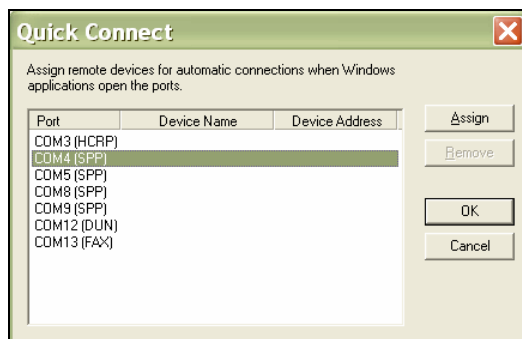 Quick Connect
Assign remote devices for automatic connections when Windows
applications open the ports.
Port Device Name Device Address
COM3 (HCRP)
COM4 (SPP)
COM5 (SPP)
COM8 (SPP)
COM9 (SPP)
COM12 (DUN)
COM13 (FAX)
Assign
Remove
OK
Cancel